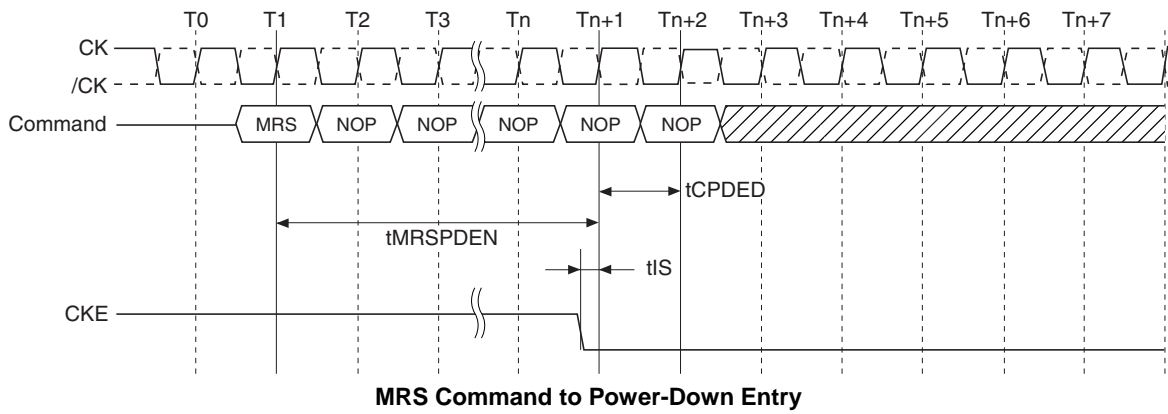 T0 T1 T2 T3 Tn Tn+1 Tn+2 Tn+3 Tn+4 Tn+5 Tn+6 Tn+7
CK
/CK
Command MRS NOP NOP NOP NOP NOP
tCPDED
tMRSPDEN
tIS
CKE
MRS Command to Power-Down Entry